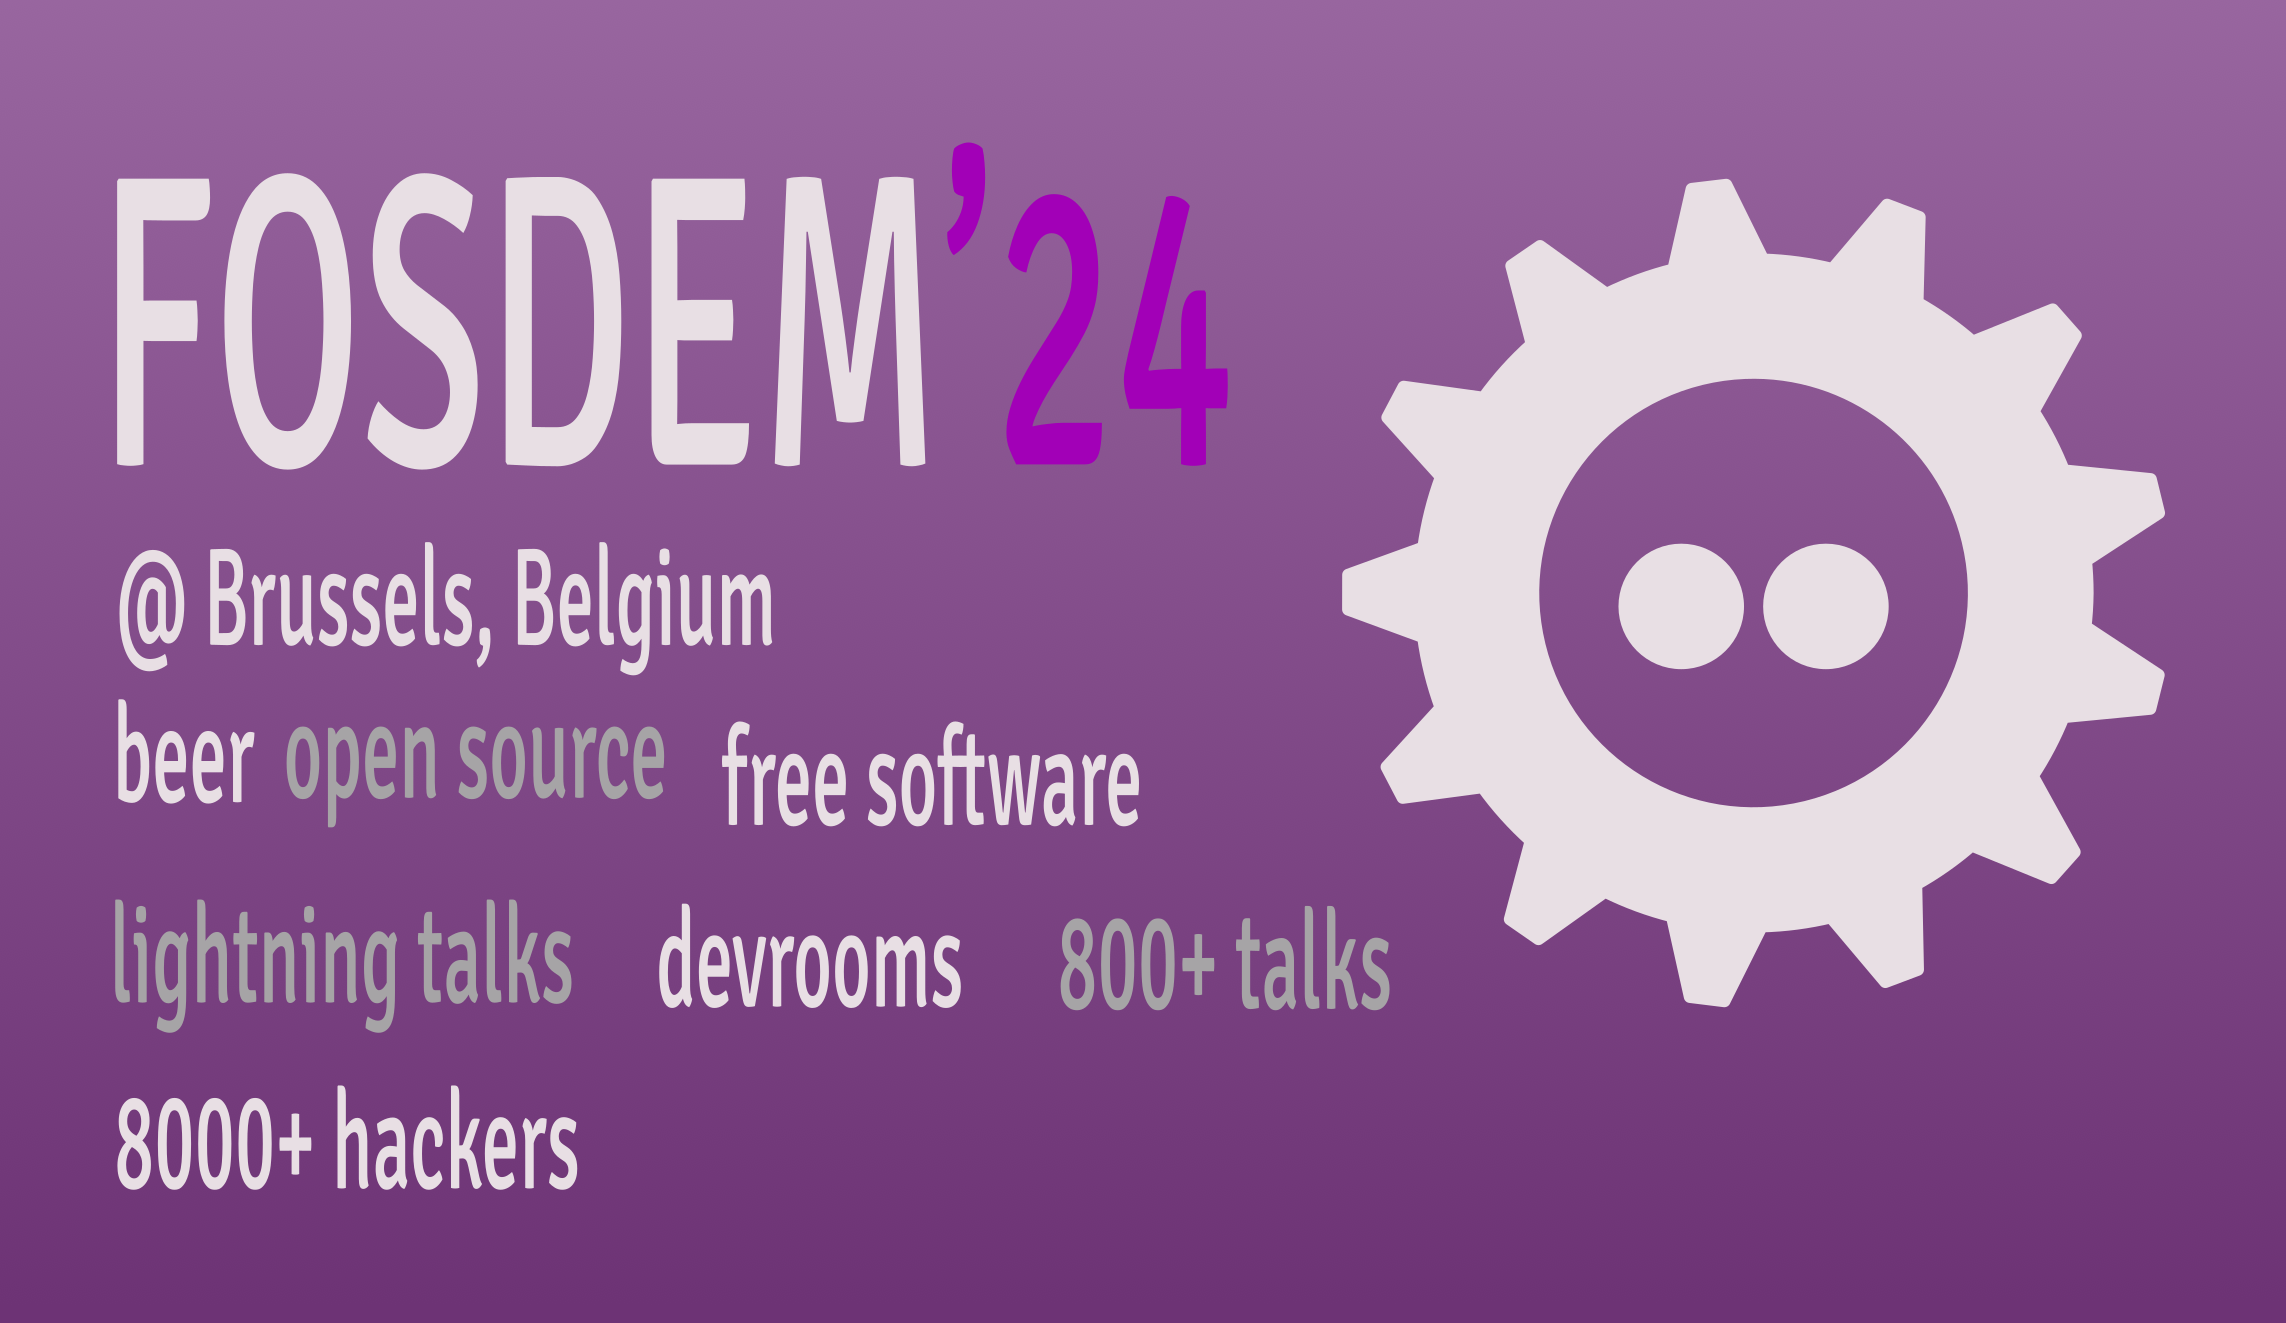 FOSDEM’24
@ Brussels, Belgium
beer open source free software
lightning talks devrooms 800+ talks
8000+ hackers